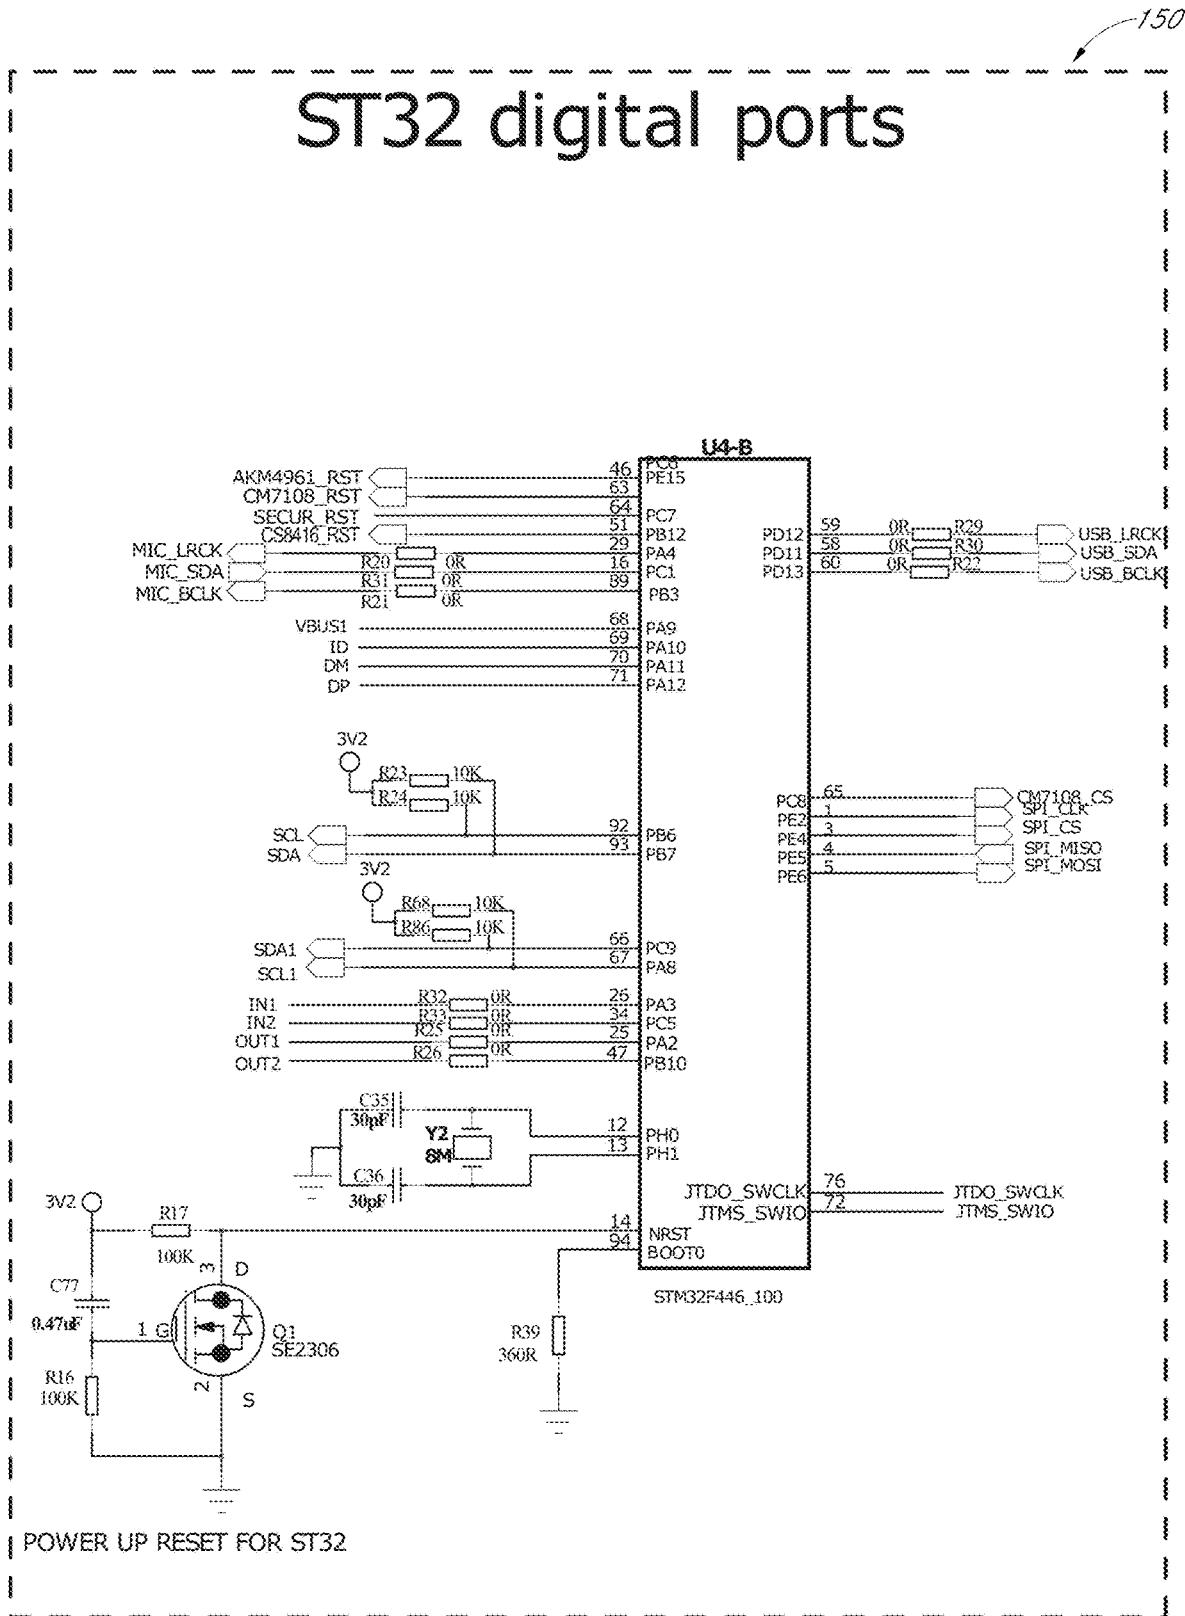 150
ST32 digital ports
U4-B
AKM4961_RST 46 PC6
PE15
CM7108_RST 63
SECUR_RST 64 PC7
CS8416_RST 51 PB12
MIC_LRCK 29 PA4
R20 0R
MIC_SDA 16 PC1
R31 0R
MIC_BCLK 89 PB3
R21 0R
PD12 59 0R R29 USB_LRCK
PD11 58 0R R30 USB_SDA
PD13 60 0R R22 USB_BCLK
VBUS1 68 PA9
ID 69 PA10
DM 70 PA11
DP 71 PA12
3V2
R23 10K
R24 10K
SCL 92 PB6
SDA 93 PB7
PC8 65 CM7108_CS
PE2 1 SPI_CLK
PE4 3 SPI_CS
PE5 4 SPI_MISO
PE6 5 SPI_MOSI
3V2
R68 10K
R86 10K
SDA1 66 PC9
SCL1 67 PA8
IN1 R32 0R 26 PA3
IN2 R33 0R 34 PC5
OUT1 R25 0R 25 PA2
OUT2 R26 0R 47 PB10
C35
30pF
Y2
8M
12 PH0
13 PH1
C36
30pF
JTDO_SWCLK 76 JTDO_SWCLK
JTMS_SWIO 72 JTMS_SWIO
3V2
R17
100K
14 NRST
94 BOOT0
STM32F446_100
C77
0.47uF
3 D
1 G
Q1
SE2306
2
S
R16
100K
R39
360R
POWER UP RESET FOR ST32